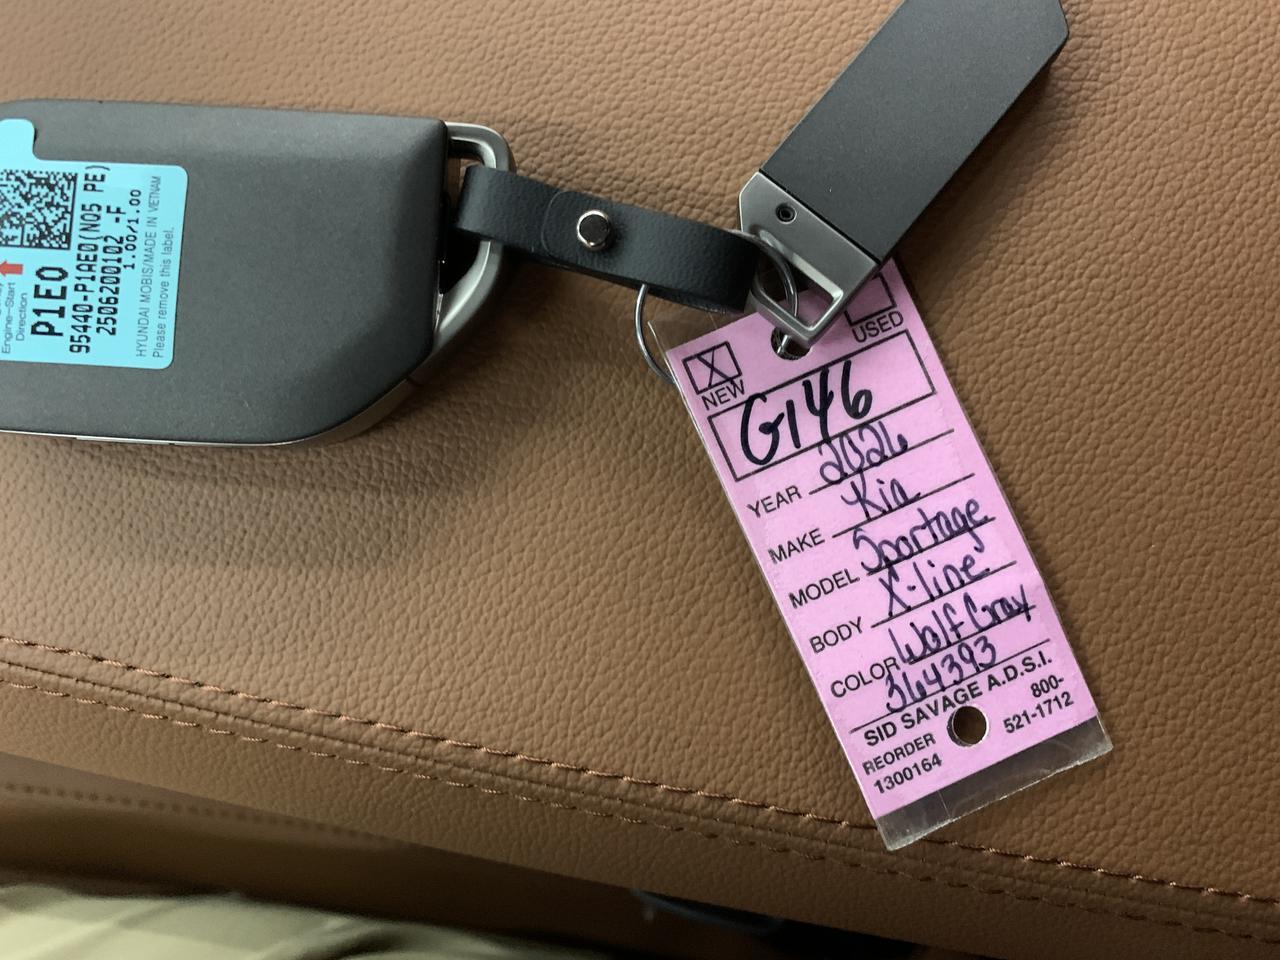 P1E0
95440-P1AE0(NQ5 PE)
2506200102 -F
1.00/1.00
HYUNDAI MOBIS/MADE IN VIETNAM
Please remove this label.
Engine-Start
Direction
X
NEW
USED
G146
YEAR 2026
MAKE Kia
MODEL Sportage
BODY X-line
COLOR Wolf Gray
364393
SID SAVAGE A.D.S.I.
REORDER
1300164
800-
521-1712